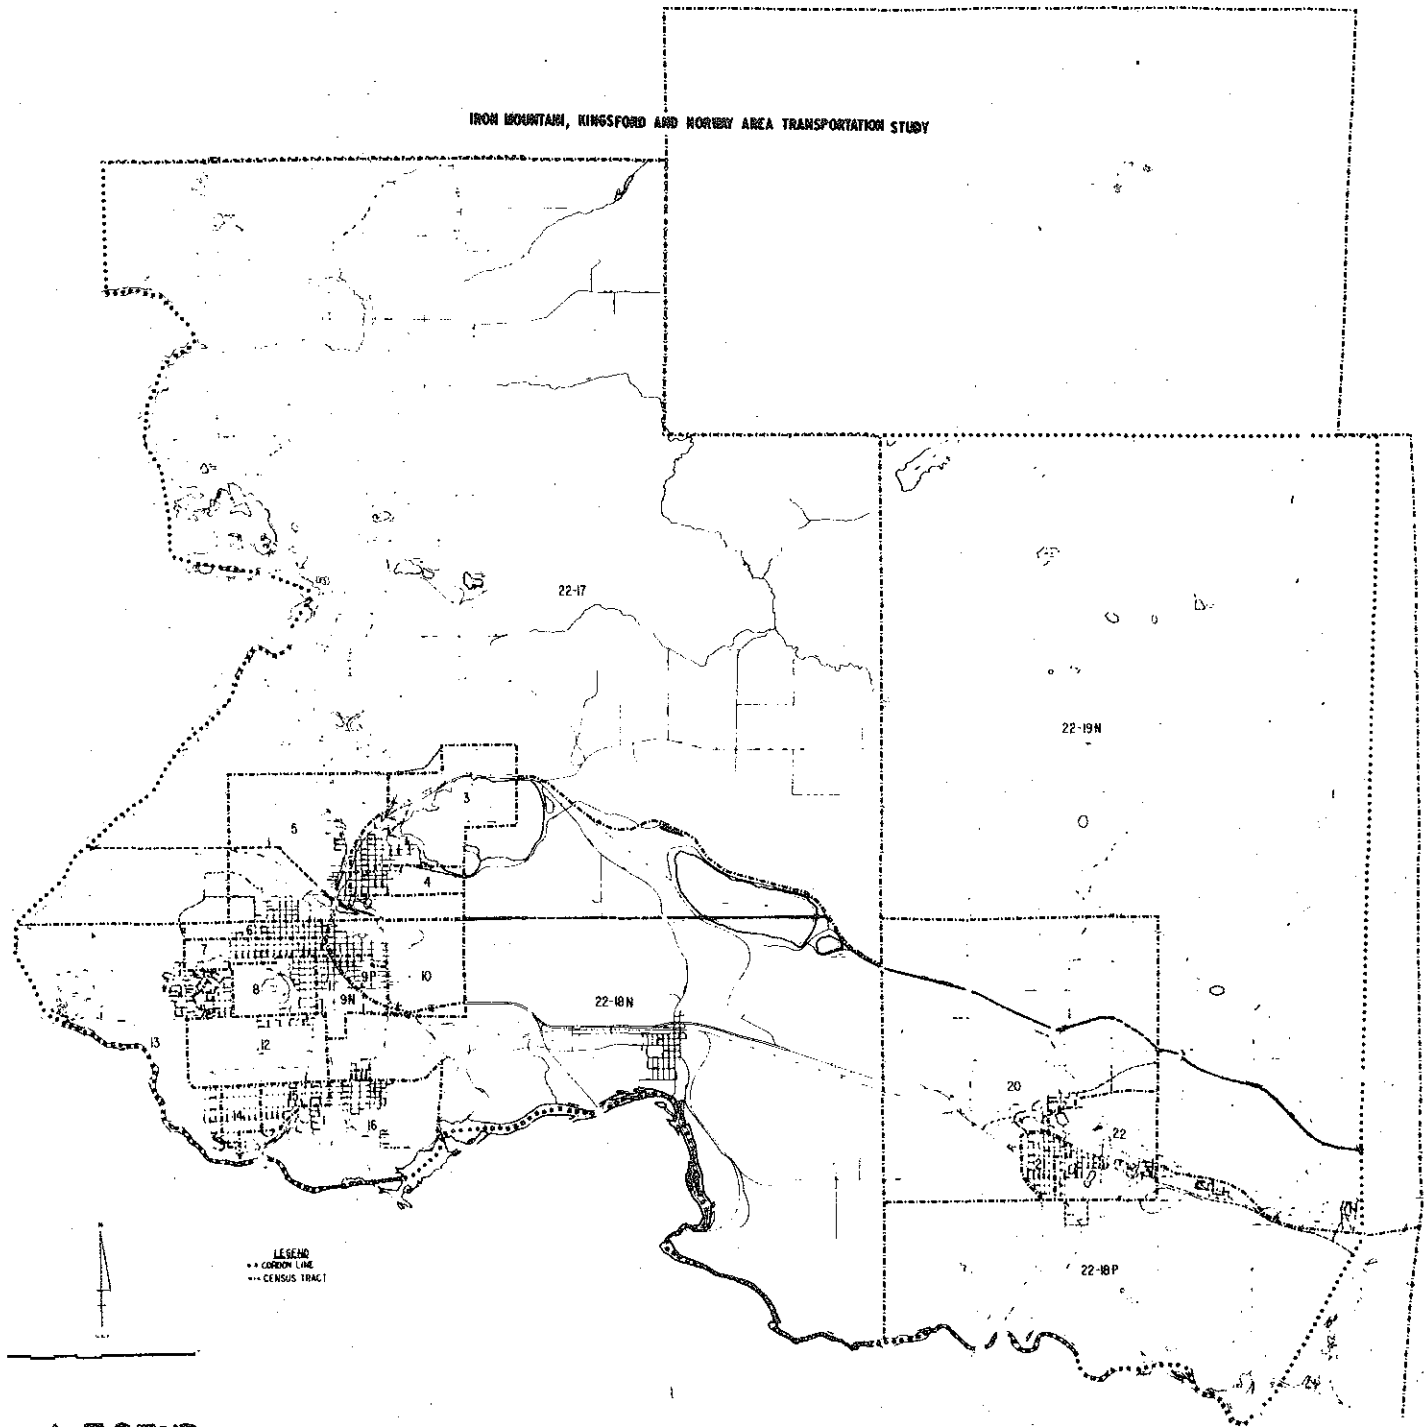 IRON MOUNTAIN, KINGSFORD AND NORWAY AREA TRANSPORTATION STUDY
22-17
22-19N
3
5
4
6
7
9P
10
8
9N
22-18N
13
12
20
15
14
16
22
22-18P
N
LEGEND
•• CORDON LINE
--- CENSUS TRACT